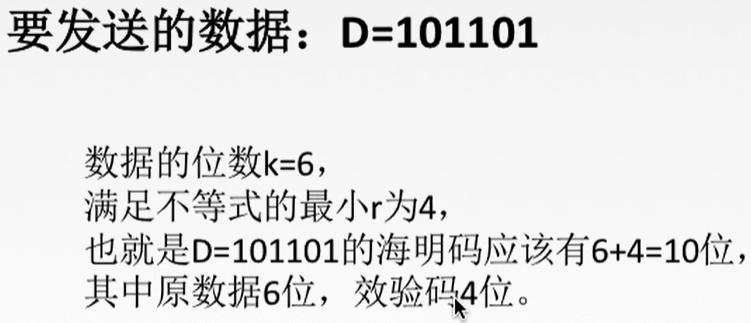 要发送的数据：D=101101
数据的位数k=6，
满足不等式的最小r为4，
也就是D=101101的海明码应该有6+4=10位，
其中原数据6位，效验码4位。